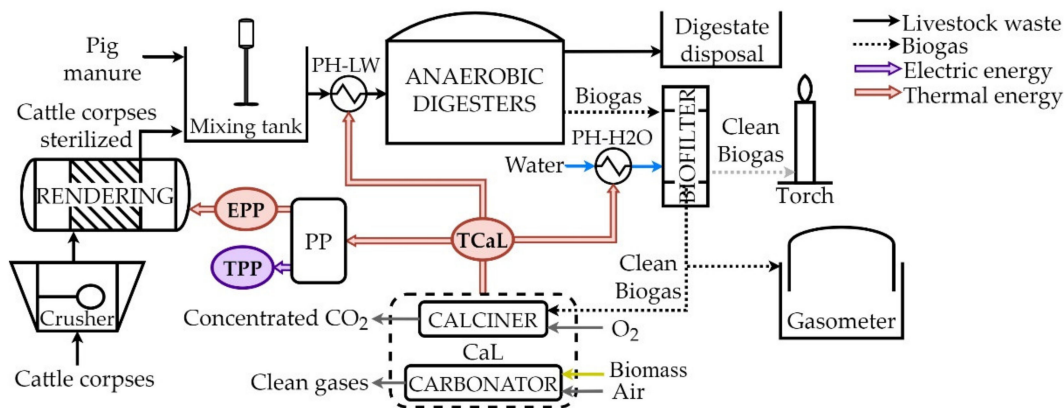 Pig
manure
Cattle corpses
sterilized
Mixing tank
PH-LW
ANAEROBIC
DIGESTERS
Digestate
disposal
Livestock waste
Biogas
Electric energy
Thermal energy
Biogas
PH-H2O
Water
BIOFILTER
Clean
Biogas
Torch
RENDERING
EPP
PP
TCaL
TPP
Crusher
Cattle corpses
Clean
Biogas
Gasometer
Concentrated CO₂
CALCINER
O₂
CaL
Clean gases
CARBONATOR
Biomass
Air